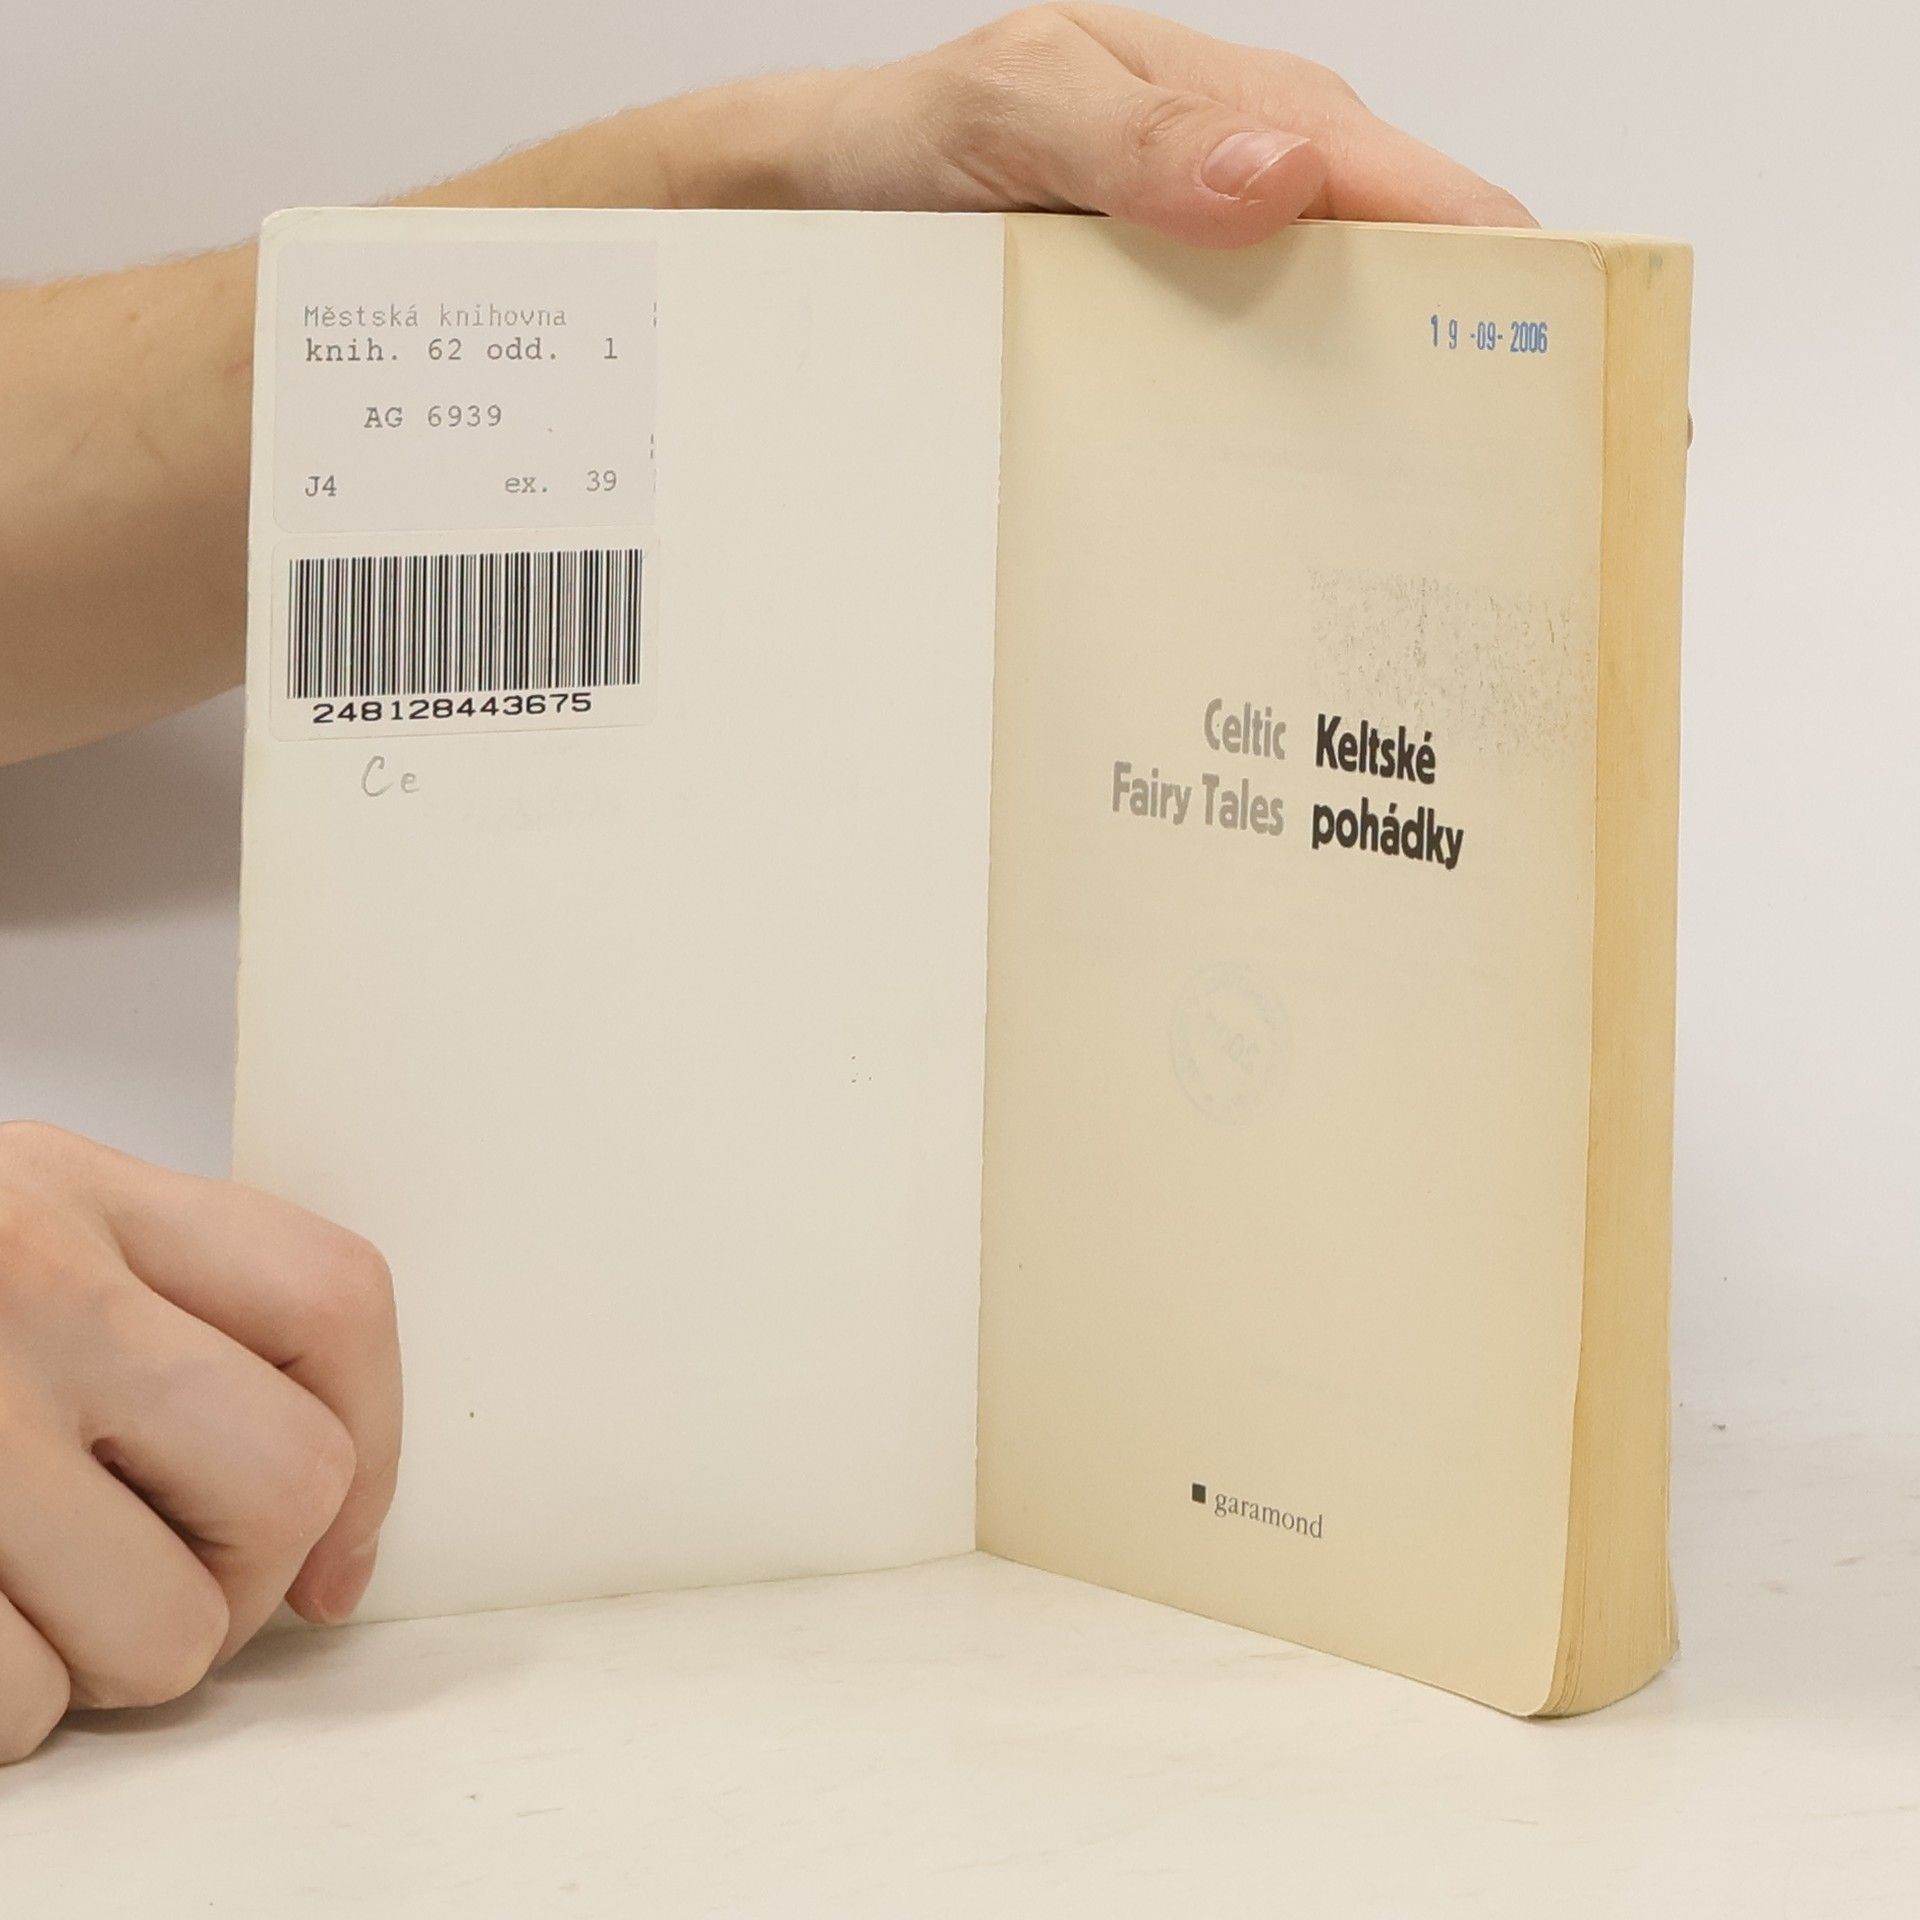 Městská knihovna
knih. 62 odd. 1
AG 6939
J4 ex. 39
248128443675
Ce
19 -09- 2006
Celtic Keltské
Fairy Tales pohádky
garamond